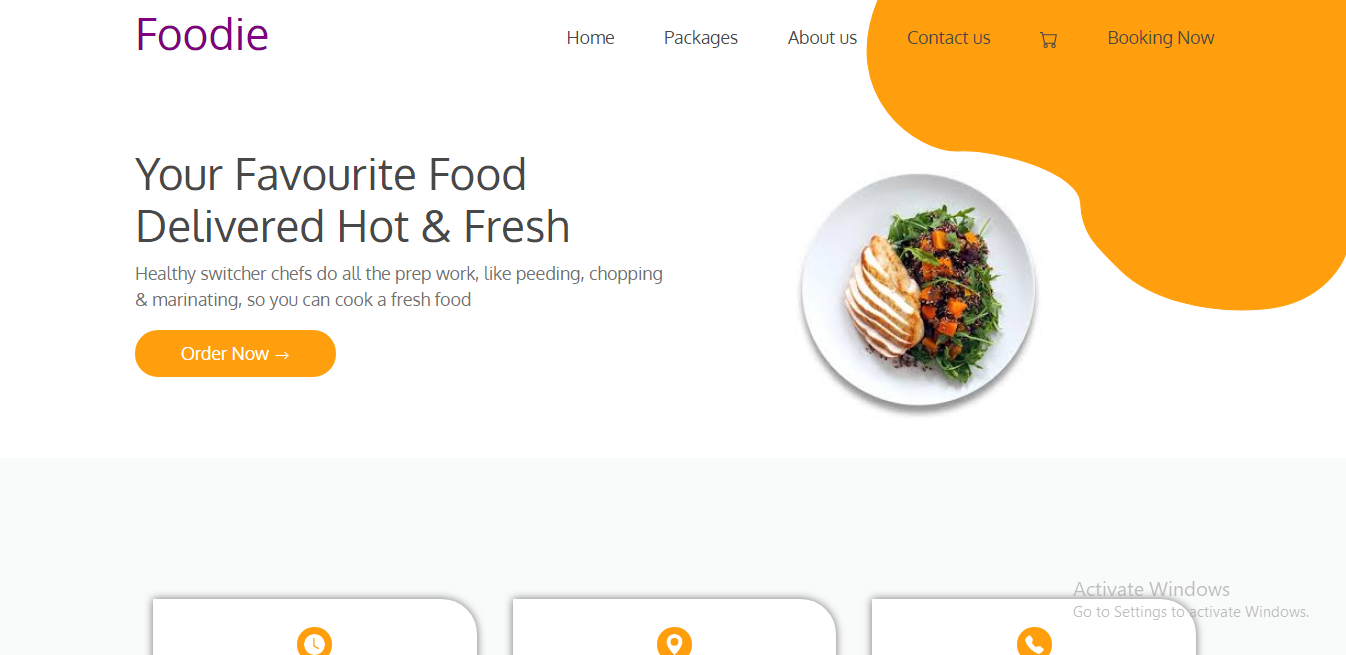 Foodie
Home Packages About us Contact us Booking Now
Your Favourite Food
Delivered Hot & Fresh
Healthy switcher chefs do all the prep work, like peeding, chopping
& marinating, so you can cook a fresh food
Order Now →
Activate Windows
Go to Settings to activate Windows.